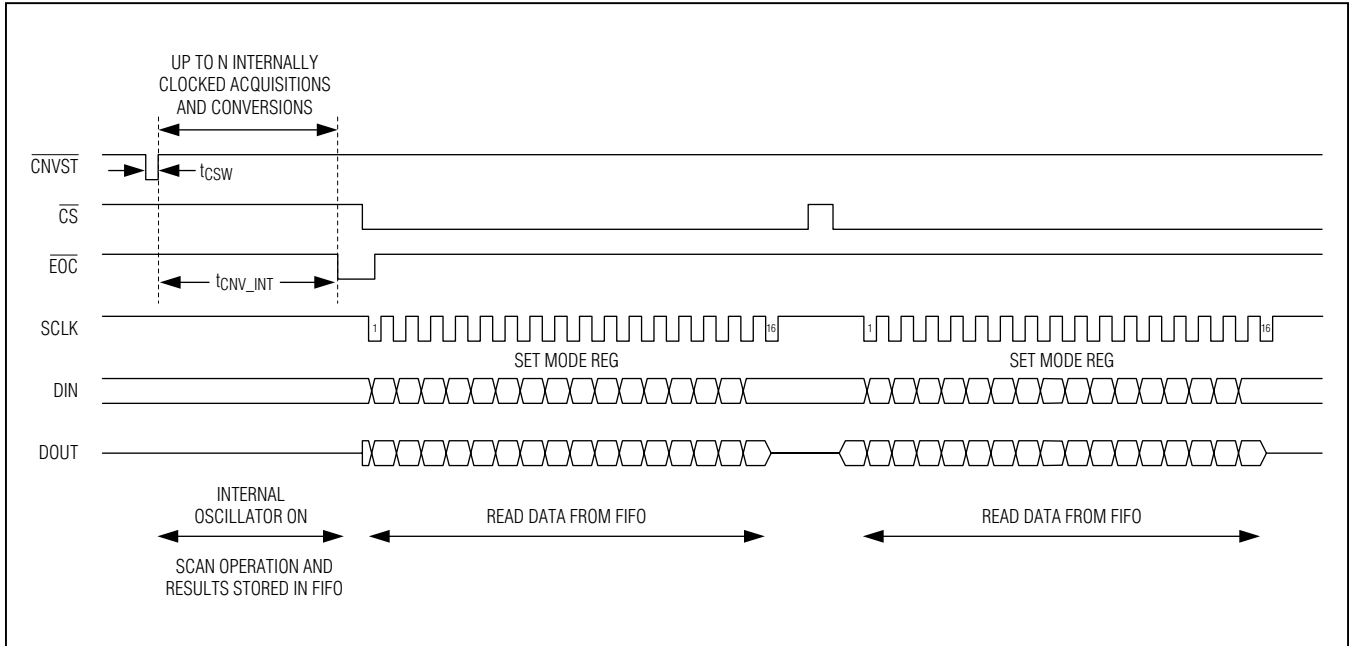 UP TO N INTERNALLY
CLOCKED ACQUISITIONS
AND CONVERSIONS
CNVST
tCSW
CS
EOC
tCNV_INT
SCLK
1
16
1
16
SET MODE REG
SET MODE REG
DIN
DOUT
INTERNAL
OSCILLATOR ON
READ DATA FROM FIFO
READ DATA FROM FIFO
SCAN OPERATION AND
RESULTS STORED IN FIFO